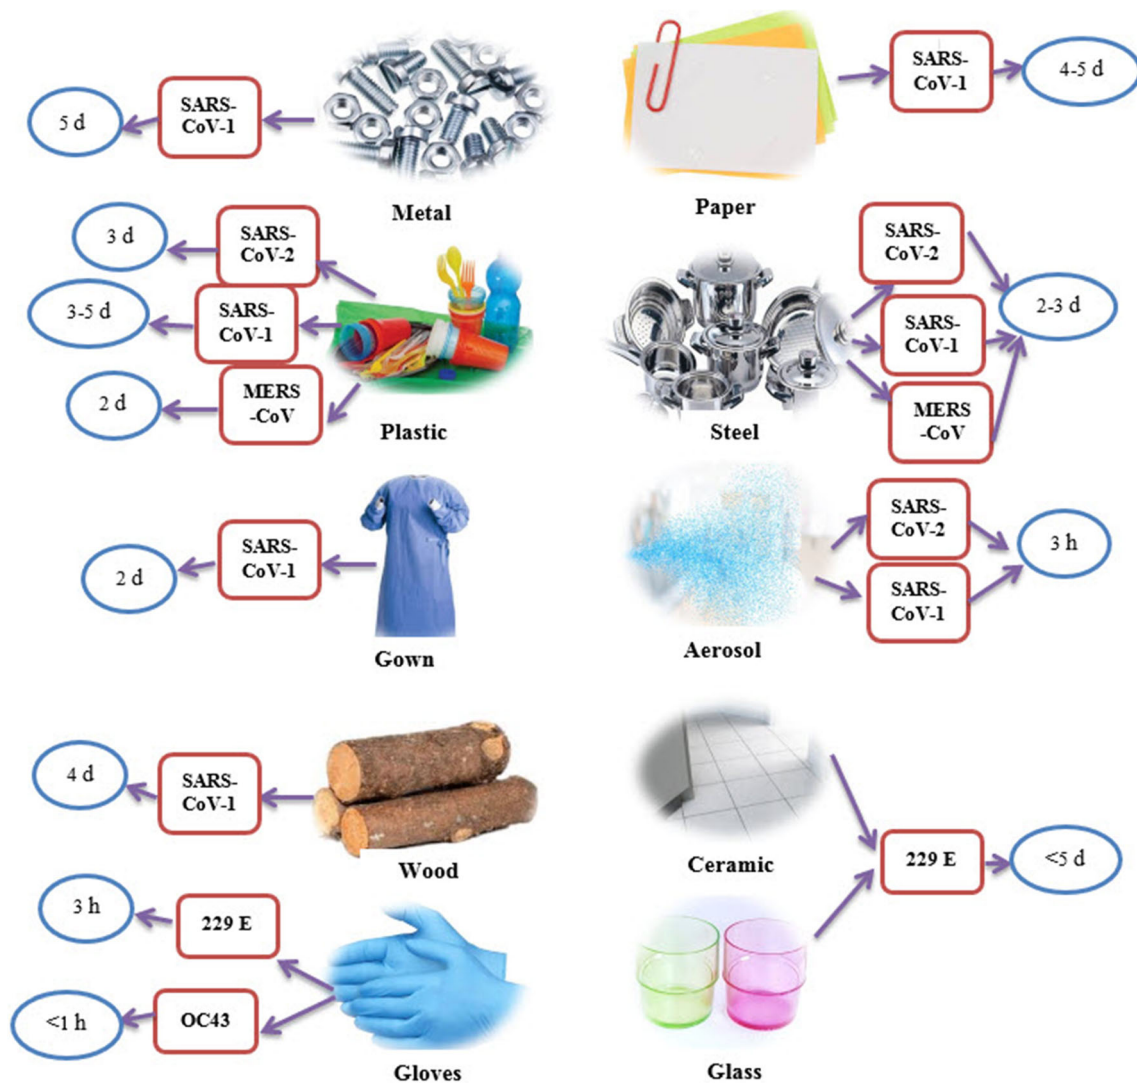 5 d
SARS-
CoV-1
Metal
SARS-
CoV-1
4-5 d
Paper
3 d
SARS-
CoV-2
3-5 d
SARS-
CoV-1
2 d
MERS
-CoV
Plastic
SARS-
CoV-2
SARS-
CoV-1
MERS
-CoV
2-3 d
Steel
2 d
SARS-
CoV-1
Gown
SARS-
CoV-2
SARS-
CoV-1
3 h
Aerosol
4 d
SARS-
CoV-1
Wood
Ceramic
229 E
<5 d
3 h
229 E
<1 h
OC43
Gloves
Glass